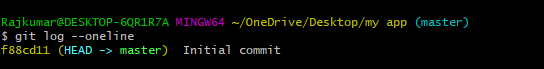 Rajkumar@DESKTOP-6QR1R7A MINGW64 ~/OneDrive/Desktop/my app (master)
$ git log --oneline
f88cd11 (HEAD -> master) Initial commit